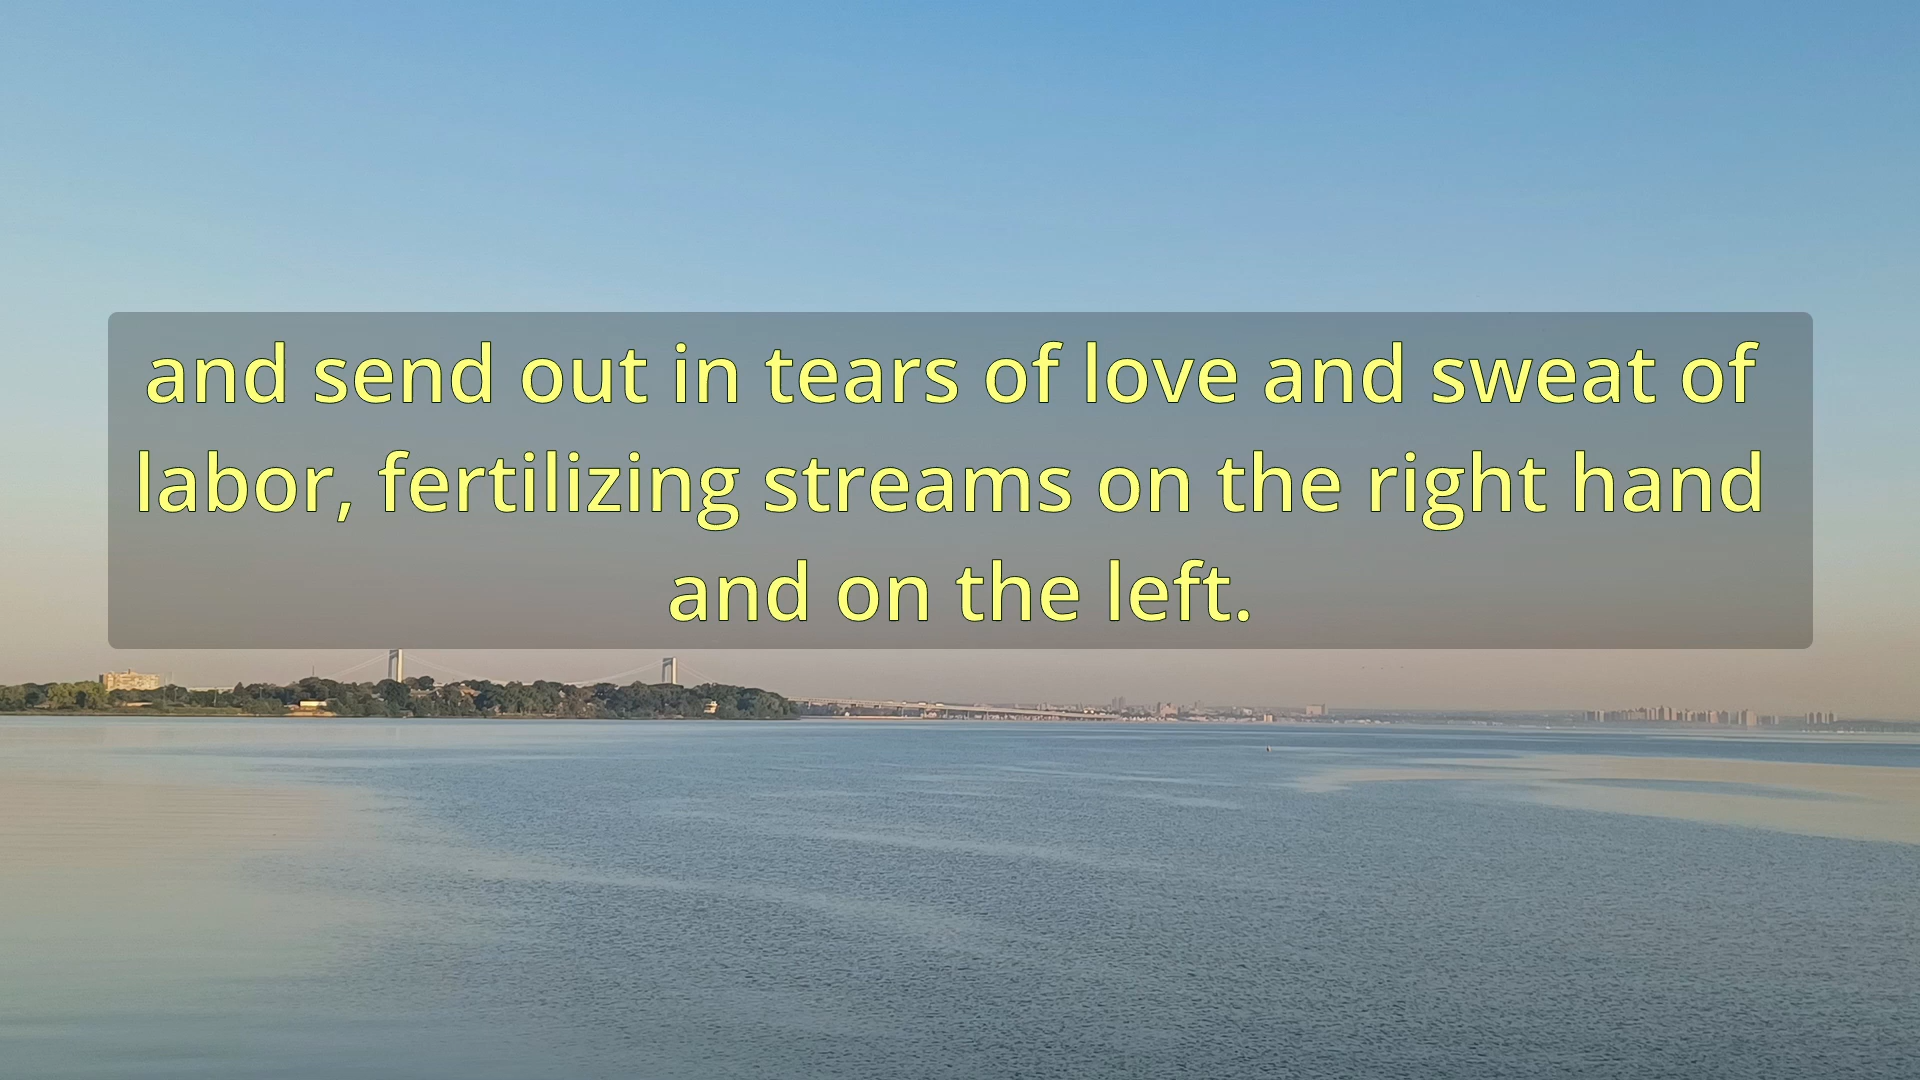 and send out in tears of love and sweat of
labor, fertilizing streams on the right hand
and on the left.